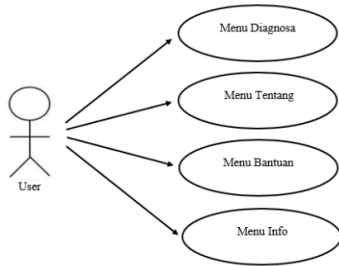 Menu Diagnosa
Menu Tentang
Menu Bantuan
User
Menu Info